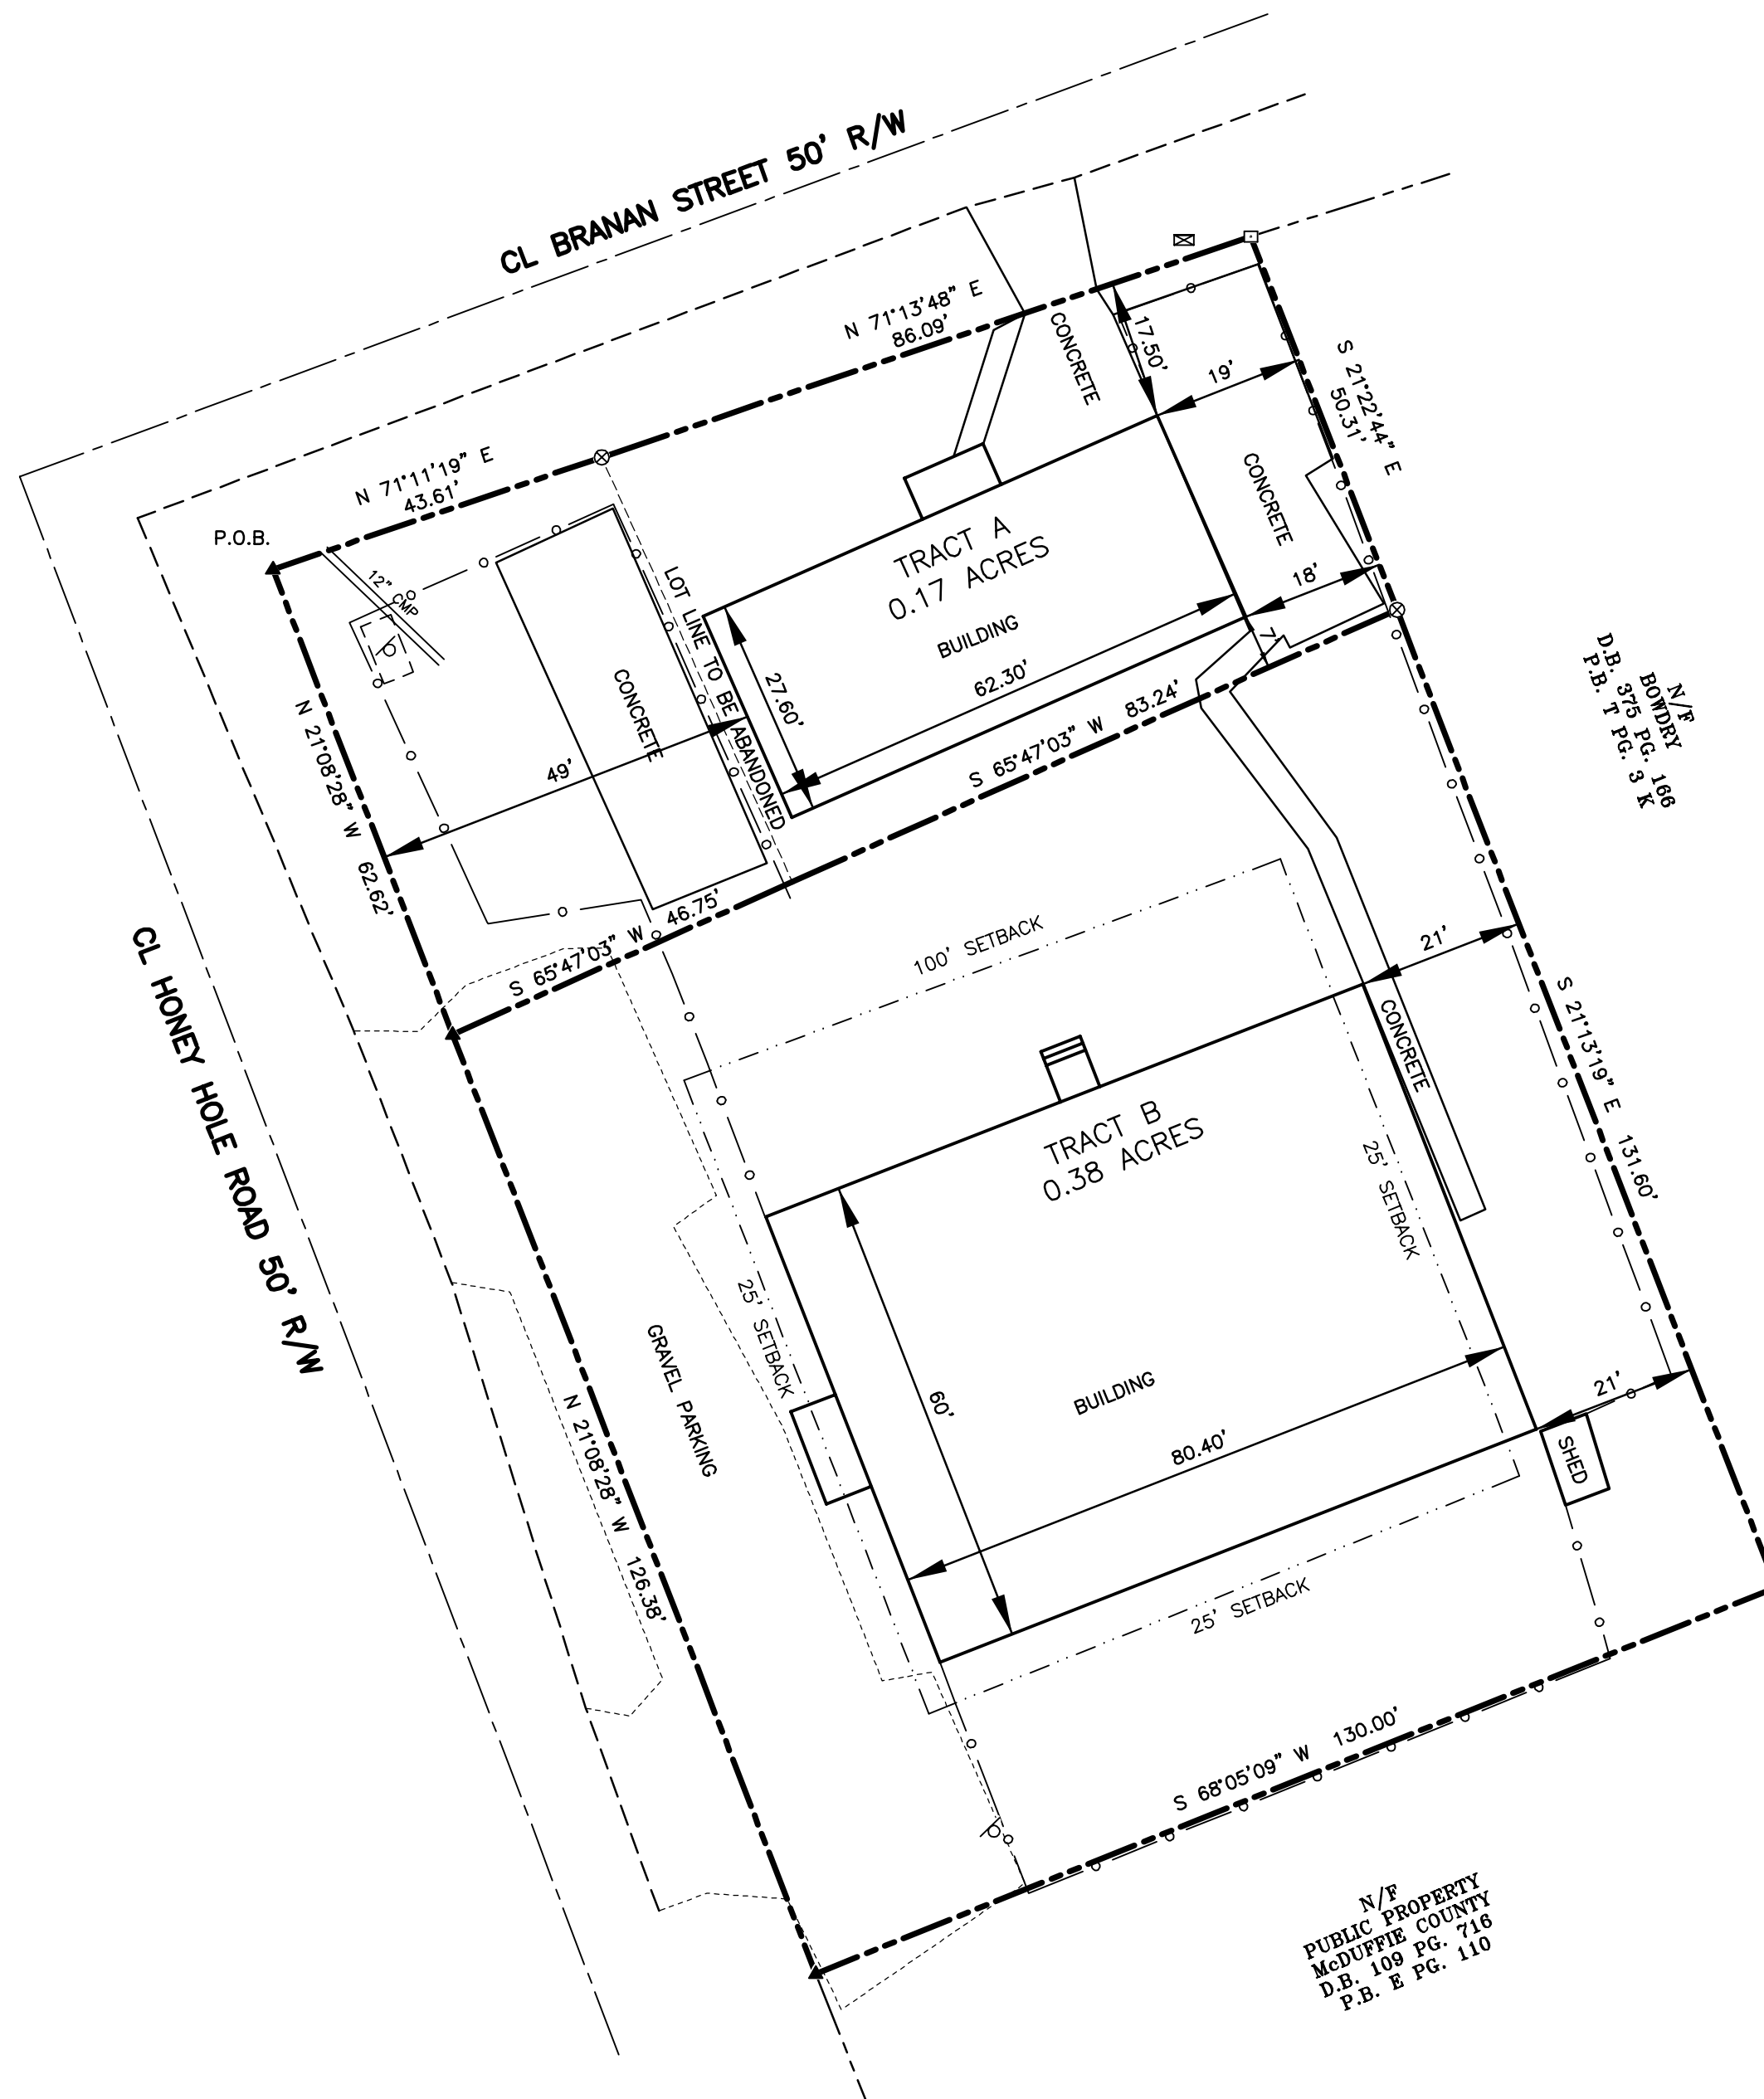 CL BRANAN STREET 50' R/W
N 71°13'48" E
86.09'
N 71°11'19" E
43.61'
P.O.B.
12" CMP
CONCRETE
17.50'
19'
S 21°22'44" E
50.31'
CONCRETE
TRACT A
0.17 ACRES
BUILDING
62.30'
27.60'
18'
7'
LOT LINE TO BE ABANDONED
CONCRETE
49'
N 21°08'28" W 62.62'
S 65°47'03" W 83.24'
S 65°47'03" W 46.75'
N/F
BOWDRY
D.B. 375 PG. 166
P.B. T PG. 3 K
CL HONEY HOLE ROAD 50' R/W
100' SETBACK
21'
CONCRETE
S 21°13'19" E 131.60'
TRACT B
0.38 ACRES
25' SETBACK
25' SETBACK
GRAVEL PARKING
N 21°08'28" W 126.38'
60'
BUILDING
80.40'
21'
SHED
25' SETBACK
S 68°05'09" W 130.00'
N/F
PUBLIC PROPERTY
McDUFFIE COUNTY
D.B. 109 PG. 716
P.B. E PG. 110